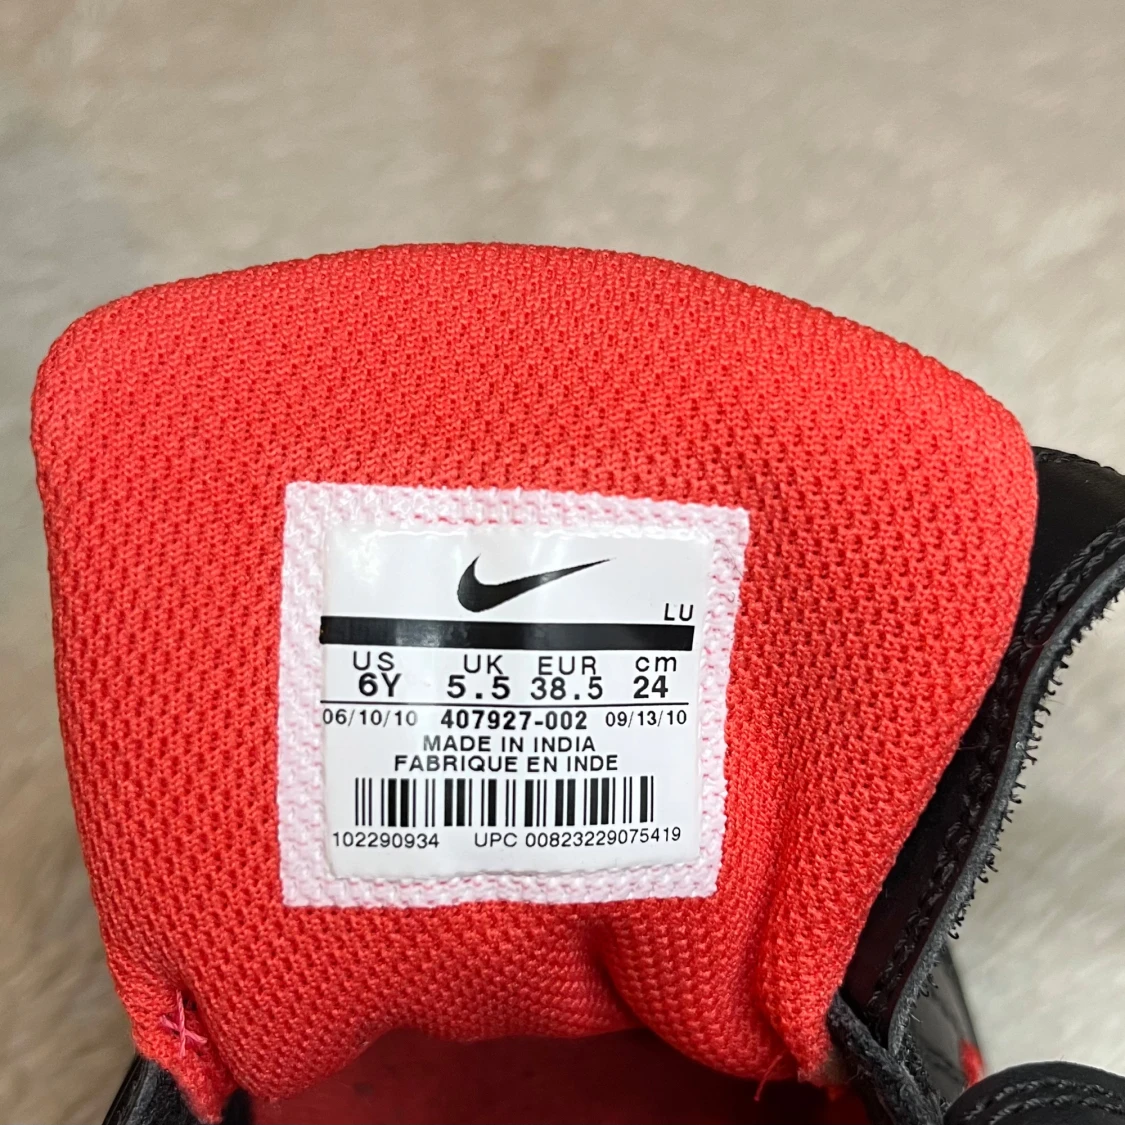 LU
US UK EUR cm
6Y 5.5 38.5 24
06/10/10 407927-002 09/13/10
MADE IN INDIA
FABRIQUE EN INDE
102290934 UPC 00823229075419